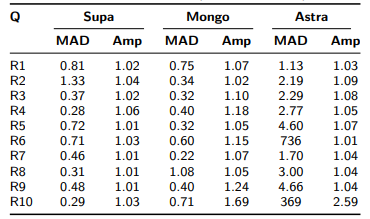 Q Supa Mongo Astra
MAD Amp MAD Amp MAD Amp
R1 0.81 1.02 0.75 1.07 1.13 1.03
R2 1.33 1.04 0.34 1.02 2.19 1.09
R3 0.37 1.02 0.32 1.10 2.29 1.08
R4 0.28 1.06 0.40 1.18 2.77 1.05
R5 0.72 1.01 0.32 1.05 4.60 1.07
R6 0.71 1.03 0.60 1.15 736 1.01
R7 0.46 1.01 0.22 1.07 1.70 1.04
R8 0.31 1.01 1.08 1.05 3.00 1.04
R9 0.48 1.01 0.40 1.24 4.66 1.04
R10 0.29 1.03 0.71 1.69 369 2.59